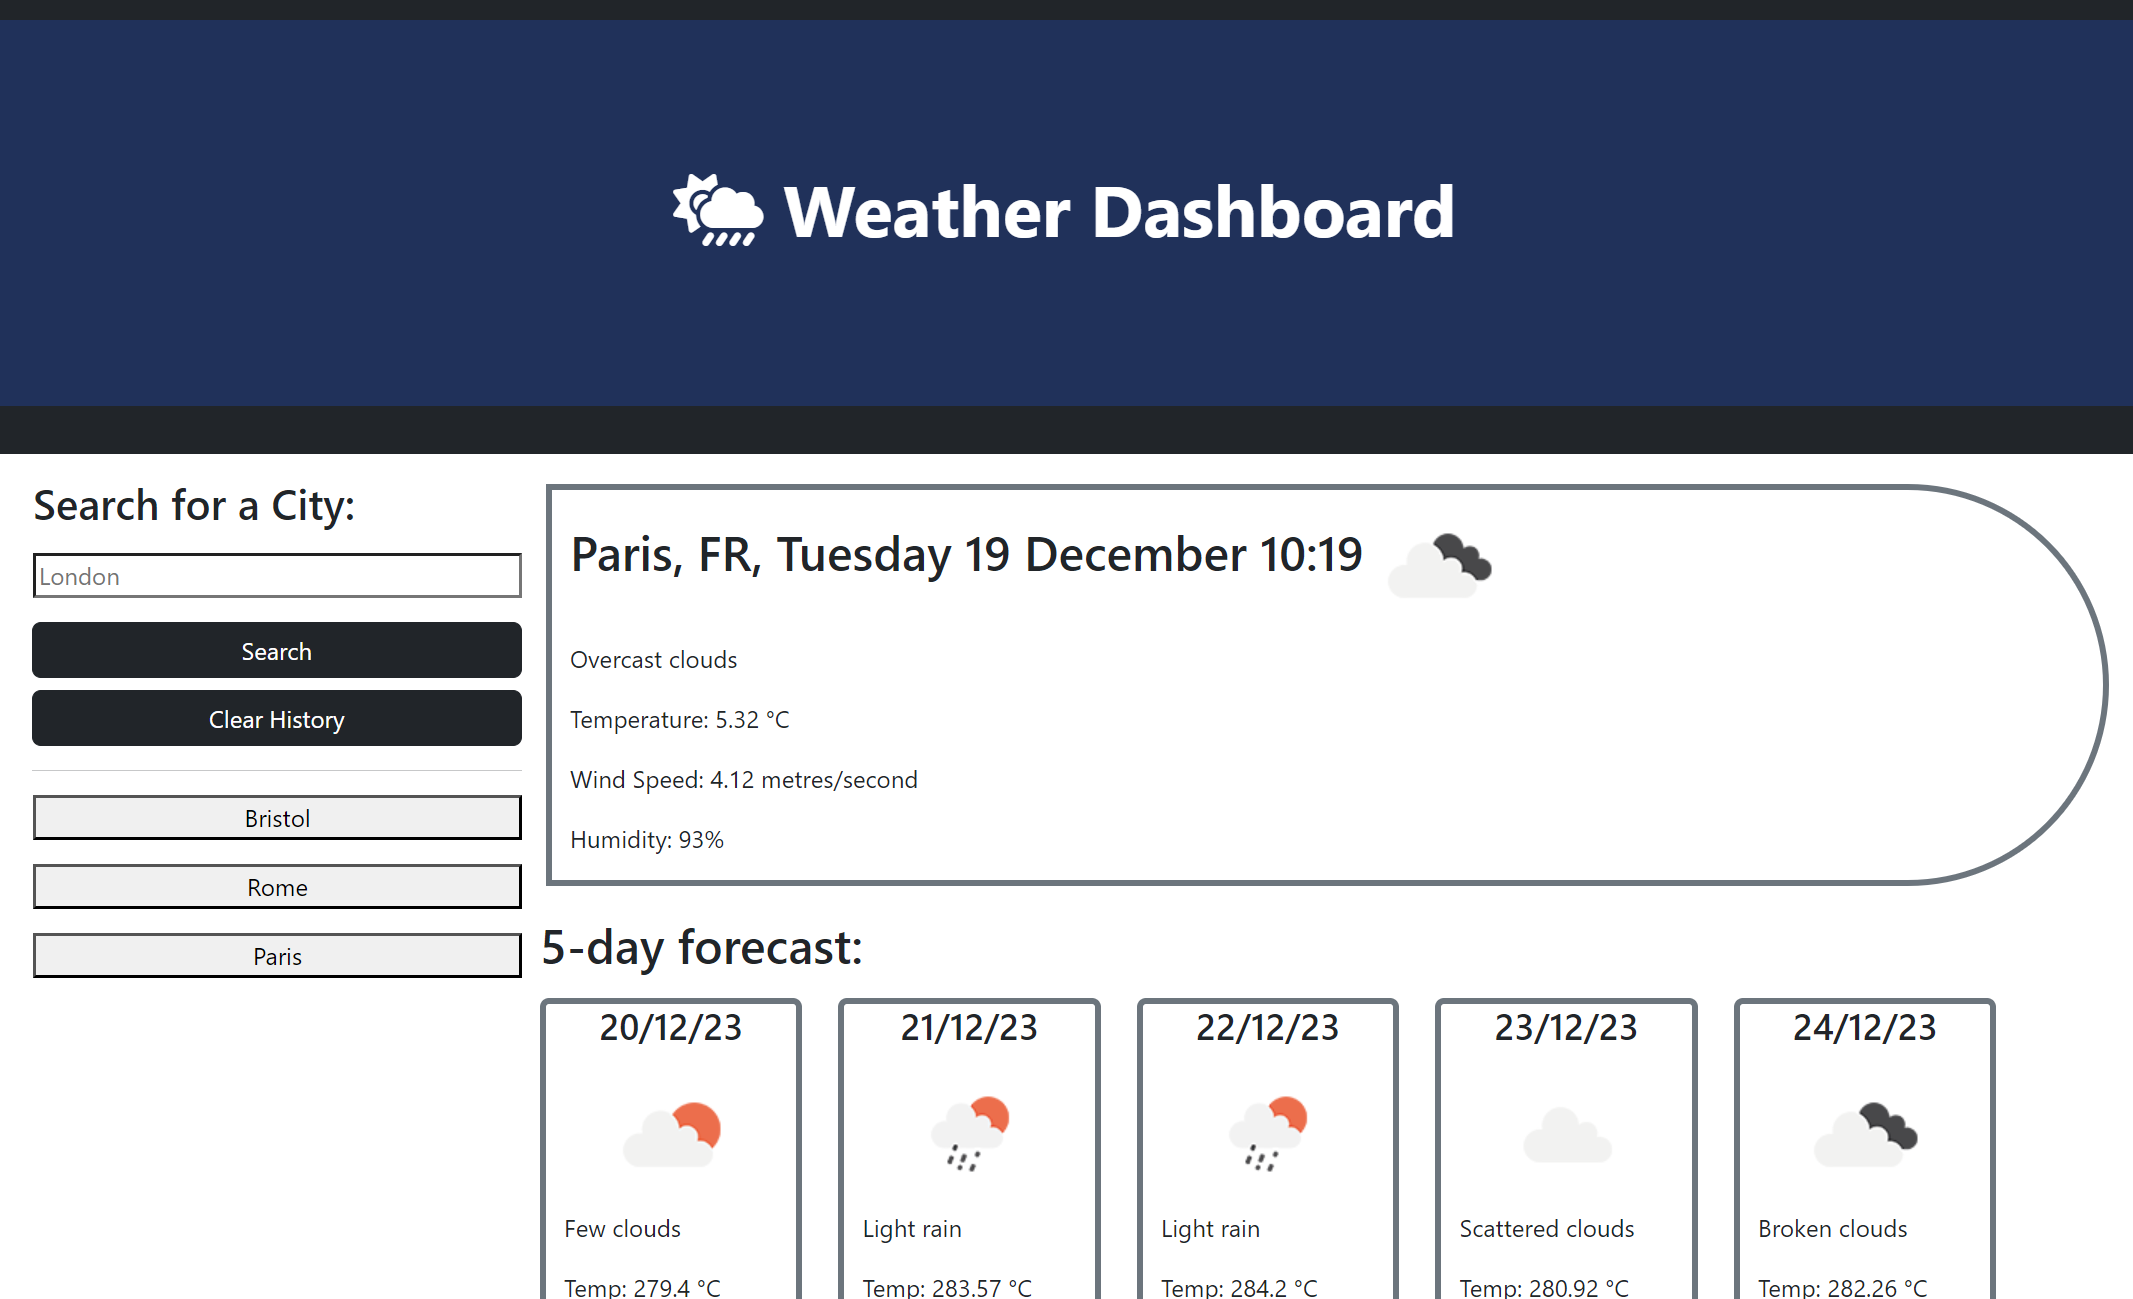 Weather Dashboard
Search for a City:
London
Search
Clear History
Bristol
Rome
Paris
Paris, FR, Tuesday 19 December 10:19
Overcast clouds
Temperature: 5.32 °C
Wind Speed: 4.12 metres/second
Humidity: 93%
5-day forecast:
20/12/23
Few clouds
Temp: 279.4 °C
21/12/23
Light rain
Temp: 283.57 °C
22/12/23
Light rain
Temp: 284.2 °C
23/12/23
Scattered clouds
Temp: 280.92 °C
24/12/23
Broken clouds
Temp: 282.26 °C